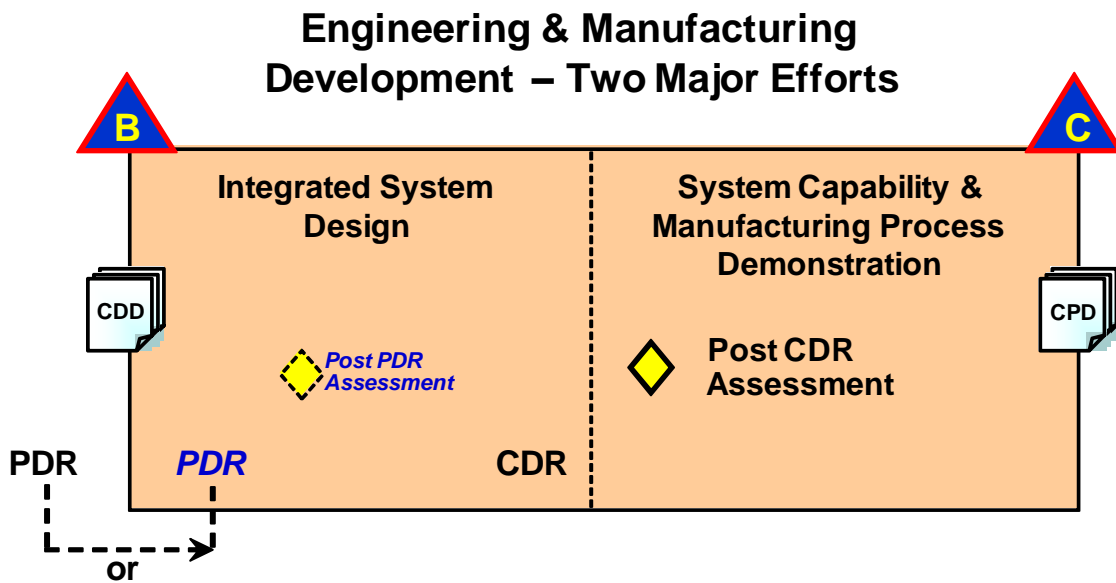 Engineering & Manufacturing
Development – Two Major Efforts
B
C
Integrated System
Design
System Capability &
Manufacturing Process
Demonstration
CDD
CPD
Post PDR
Assessment
Post CDR
Assessment
PDR
PDR
CDR
or